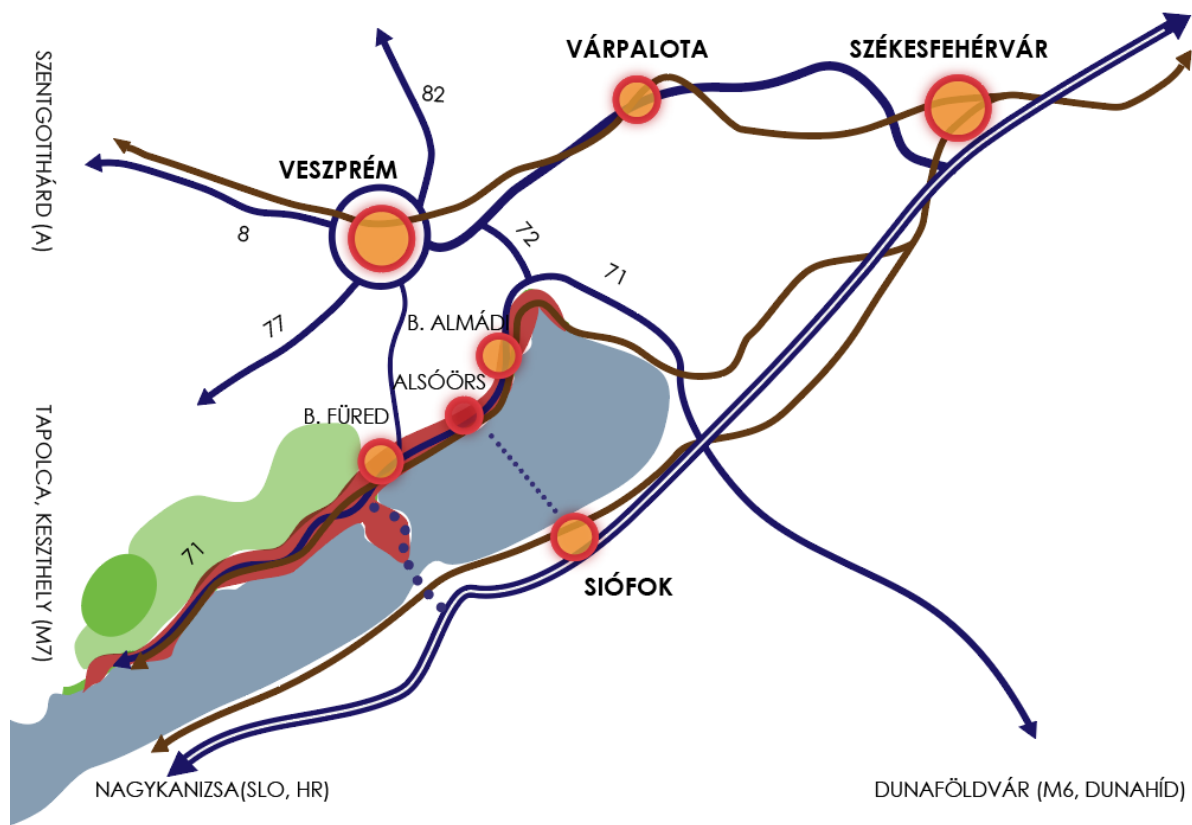 VÁRPALOTA
SZÉKESFEHÉRVÁR
SZENTGOTTHÁRD (A)
82
VESZPRÉM
8
72
71
77
B. ALMÁDI
ALSÓÖRS
B. FÜRED
TAPOLCA, KESZTHELY (M7)
71
SIÓFOK
NAGYKANIZSA(SLO, HR)
DUNAFÖLDVÁR (M6, DUNAHÍD)